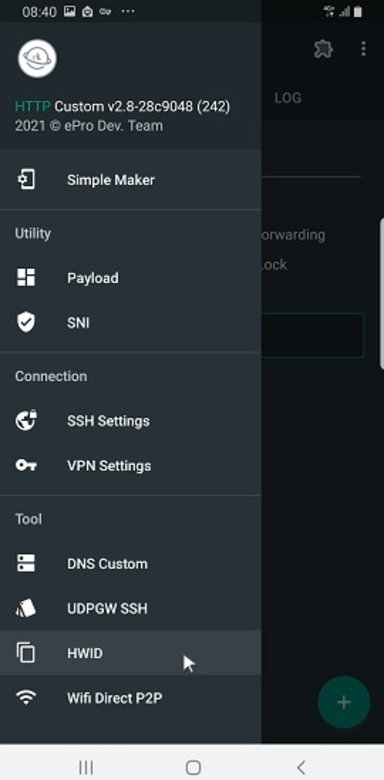 08:40
HTTP Custom v2.8-28c9048 (242)
2021 © ePro Dev. Team
LOG
Simple Maker
Utility
orwarding
Lock
Payload
SNI
Connection
SSH Settings
VPN Settings
Tool
DNS Custom
UDPGW SSH
HWID
Wifi Direct P2P